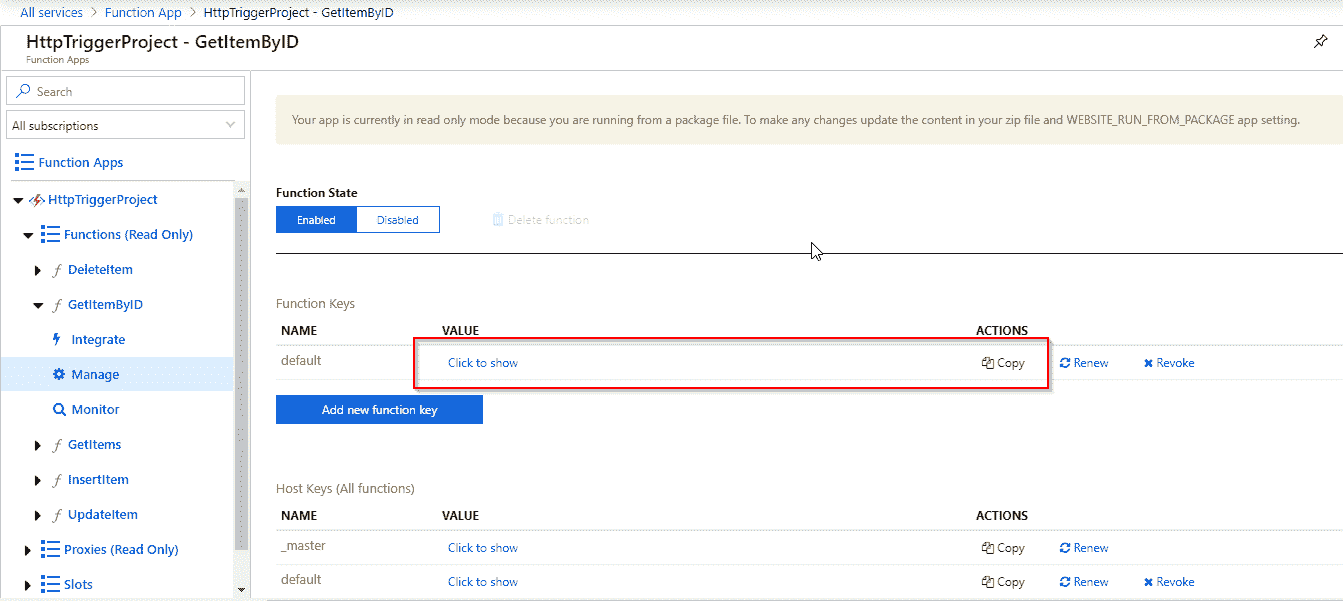 All services > Function App > HttpTriggerProject - GetItemByID
HttpTriggerProject - GetItemByID
Function Apps
Search
All subscriptions
Function Apps
HttpTriggerProject
Functions (Read Only)
DeleteItem
GetItemByID
Integrate
Manage
Monitor
GetItems
InsertItem
UpdateItem
Proxies (Read Only)
Slots
Your app is currently in read only mode because you are running from a package file. To make any changes update the content in your zip file and WEBSITE_RUN_FROM_PACKAGE app setting.
Function State
Enabled Disabled Delete function
Function Keys
NAME VALUE ACTIONS
default Click to show Copy Renew Revoke
Add new function key
Host Keys (All functions)
NAME VALUE ACTIONS
_master Click to show Copy Renew
default Click to show Copy Renew Revoke